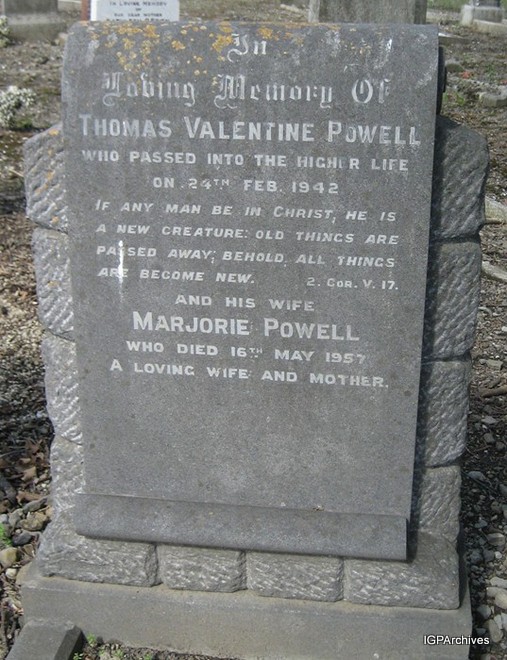 In
Loving Memory Of
THOMAS VALENTINE POWELL
WHO PASSED INTO THE HIGHER LIFE
ON 24TH FEB. 1942
IF ANY MAN BE IN CHRIST, HE IS
A NEW CREATURE: OLD THINGS ARE
PASSED AWAY; BEHOLD, ALL THINGS
ARE BECOME NEW. 2. COR. V. 17.
AND HIS WIFE
MARJORIE POWELL
WHO DIED 16TH MAY 1957
A LOVING WIFE AND MOTHER.
IGPArchives